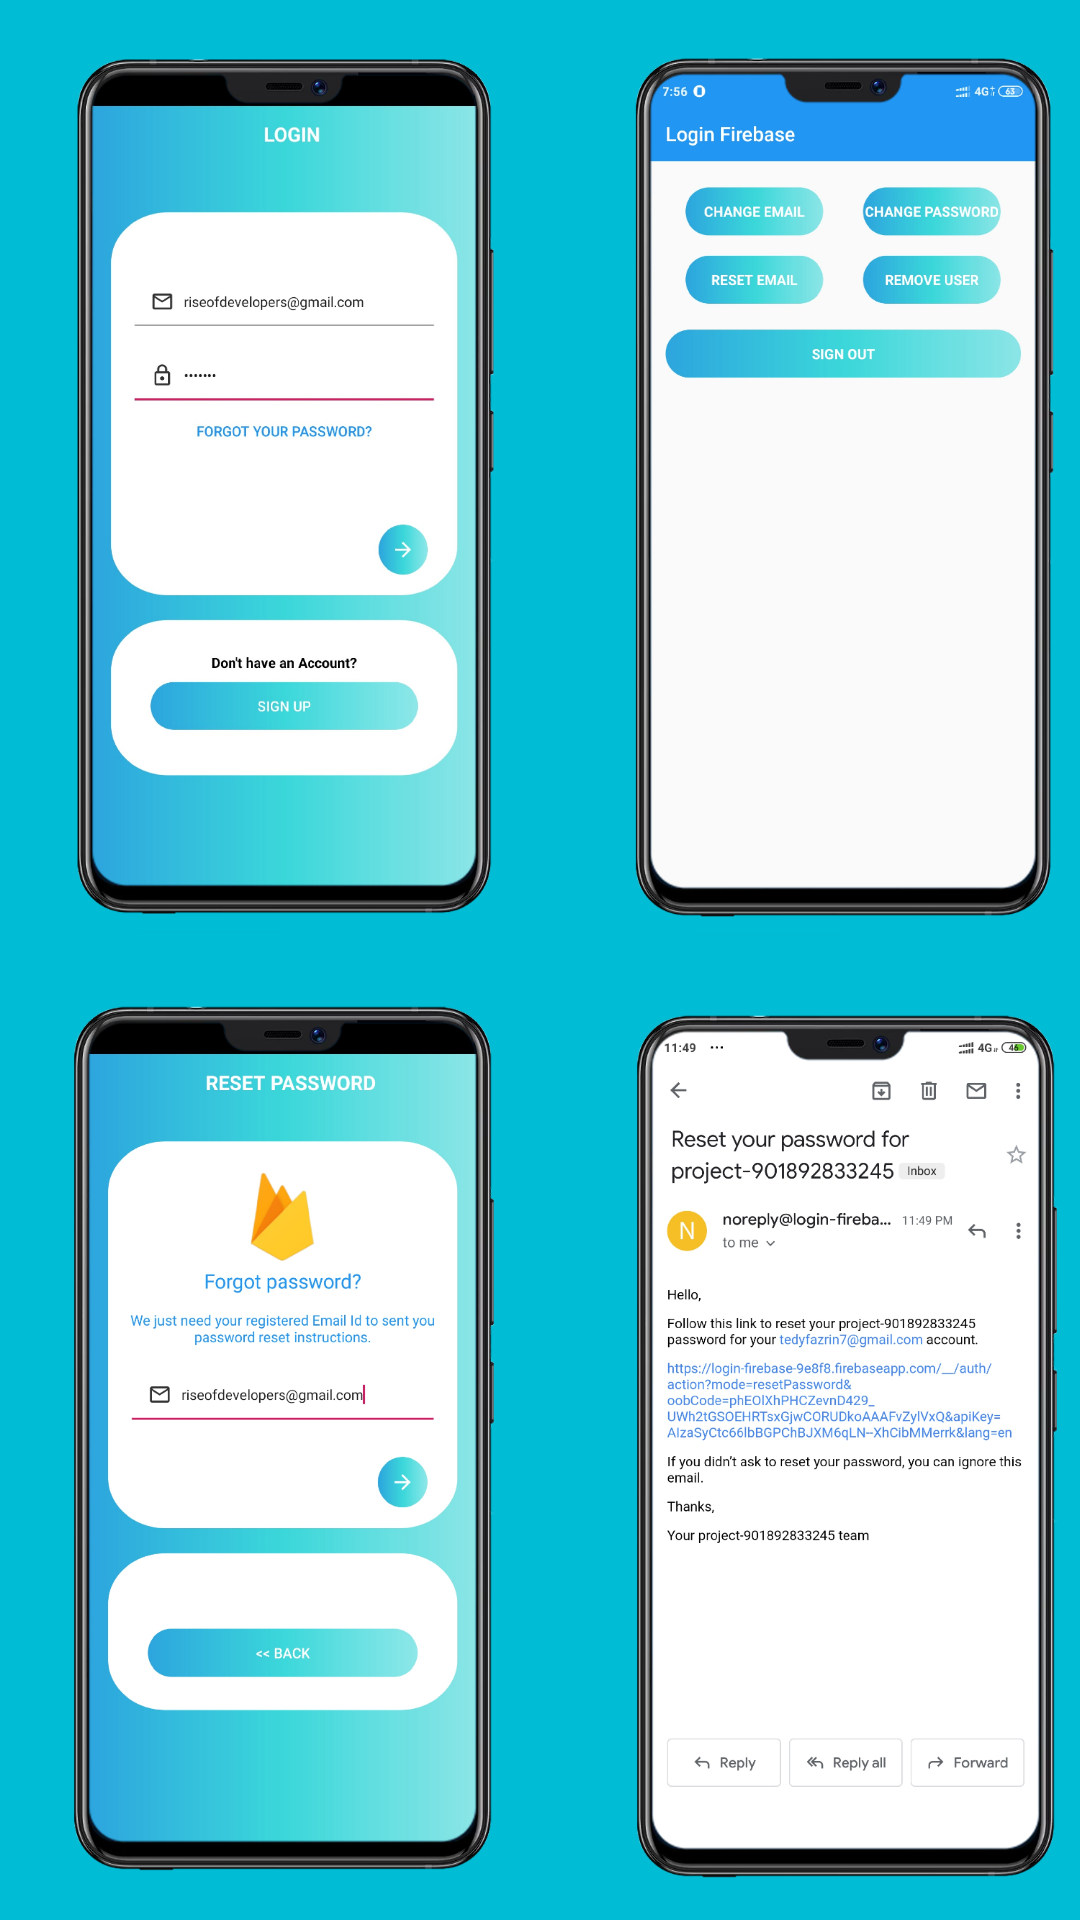 LOGIN
riseofdevelopers@gmail.com
•••••••
FORGOT YOUR PASSWORD?
Don't have an Account?
SIGN UP
7:56
4G
63
Login Firebase
CHANGE EMAIL
CHANGE PASSWORD
RESET EMAIL
REMOVE USER
SIGN OUT
RESET PASSWORD
Forgot password?
We just need your registered Email Id to sent you
password reset instructions.
riseofdevelopers@gmail.com
<< BACK
11:49 ...
4G
46
Reset your password for
project-901892833245 Inbox
N
noreply@login-fireba... 11:49 PM
to me
Hello,
Follow this link to reset your project-901892833245
password for your tedyfazrin7@gmail.com account.
https://login-firebase-9e8f8.firebaseapp.com/__/auth/
action?mode=resetPassword&
oobCode=phEOlXhPHCZevnD429_
UWh2tGSOEHRTsxGjwCORUDkoAAAFvZylVxQ&apiKey=
AIzaSyCtc66lbBGPChBJXM6qLN--XhCibMMerrk&lang=en
If you didn't ask to reset your password, you can ignore this
email.
Thanks,
Your project-901892833245 team
Reply
Reply all
Forward